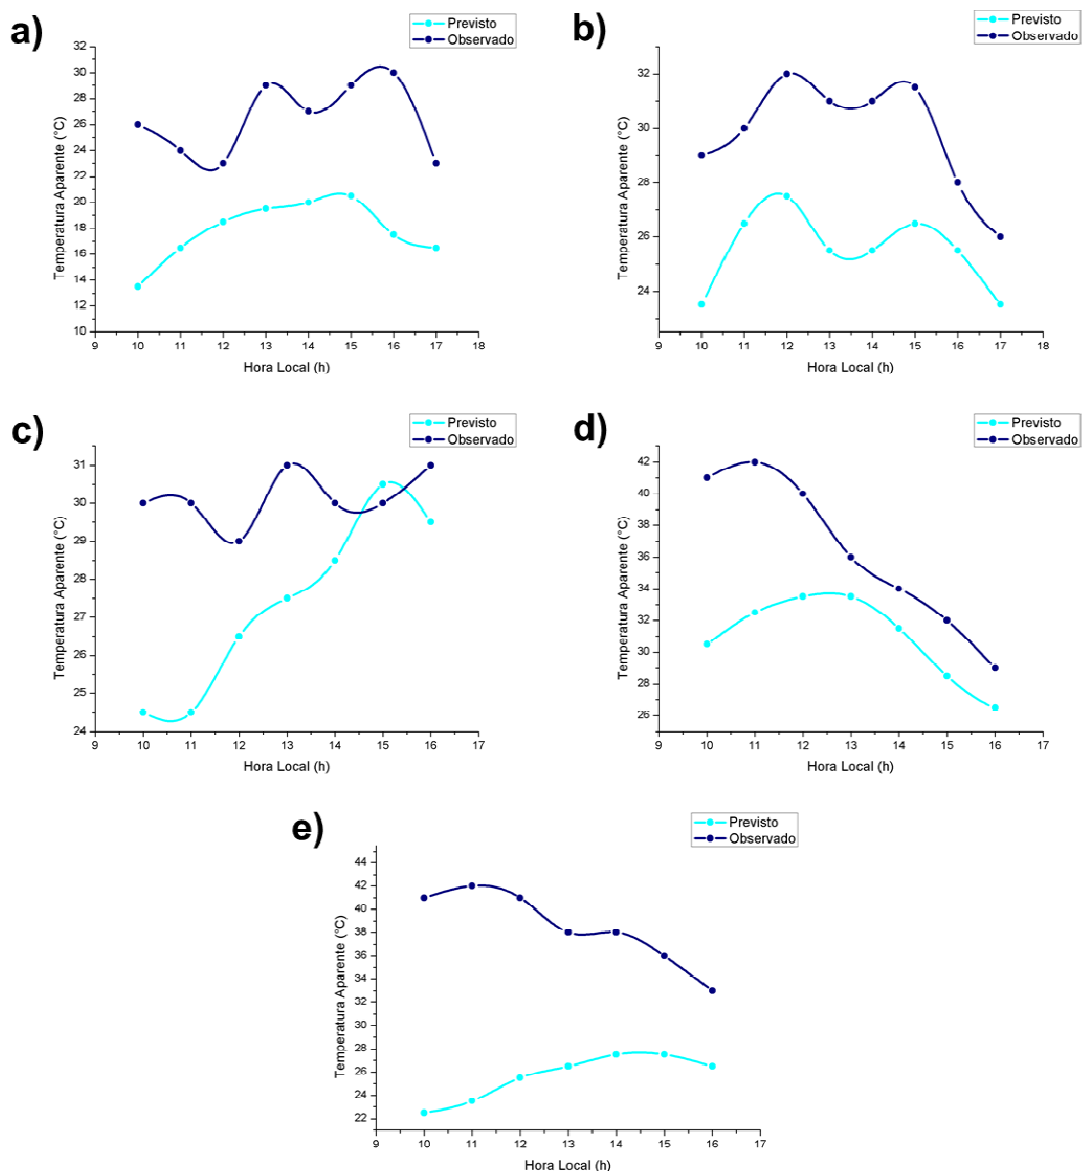 a)
Previsto
Observado
Temperatura Aparente (°C)
32
30
28
26
24
22
20
18
16
14
12
10
9 10 11 12 13 14 15 16 17 18
Hora Local (h)
b)
Previsto
Observado
Temperatura Aparente (°C)
32
30
28
26
24
9 10 11 12 13 14 15 16 17 18
Hora Local (h)
c)
Previsto
Observado
Temperatura Aparente (°C)
31
30
29
28
27
26
25
24
9 10 11 12 13 14 15 16 17
Hora Local (h)
d)
Previsto
Observado
Temperatura Aparente (°C)
42
40
38
36
34
32
30
28
26
9 10 11 12 13 14 15 16 17
Hora Local (h)
e)
Previsto
Observado
Temperatura Aparente (°C)
44
42
40
38
36
34
32
30
28
26
24
22
9 10 11 12 13 14 15 16 17
Hora Local (h)